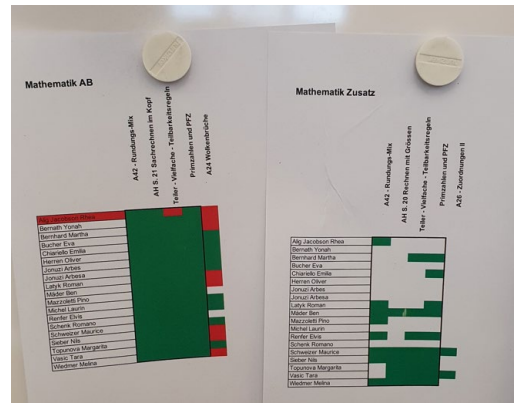 Mathematik AB
A42 - Rundungs-Mix
AH S. 21 Sachrechnen im Kopf
Teiler - Vielfache - Teilbarkeitsregeln
Primzahlen und PFZ
A24 Wolkenbrüche
Alig Jacobson Rhea
Bernath Yonah
Bernhard Martha
Bucher Eva
Chiariello Emilia
Herren Oliver
Jonuzi Arbes
Jonuzi Arbesa
Latyk Roman
Mäder Ben
Mazzoletti Pino
Michel Laurin
Renfer Elvis
Schenk Romano
Schweizer Maurice
Sieber Nils
Topunova Margarita
Vasic Tara
Wiedmer Melina
Mathematik Zusatz
A42 - Rundungs-Mix
AH S. 20 Rechnen mit Grössen
Teiler - Vielfache - Teilbarkeitsregeln
Primzahlen und PFZ
A26 - Zuordnungen II
Alig Jacobson Rhea
Bernath Yonah
Bernhard Martha
Bucher Eva
Chiariello Emilia
Herren Oliver
Jonuzi Arbes
Jonuzi Arbesa
Latyk Roman
Mäder Ben
Mazzoletti Pino
Michel Laurin
Renfer Elvis
Schenk Romano
Schweizer Maurice
Sieber Nils
Topunova Margarita
Vasic Tara
Wiedmer Melina